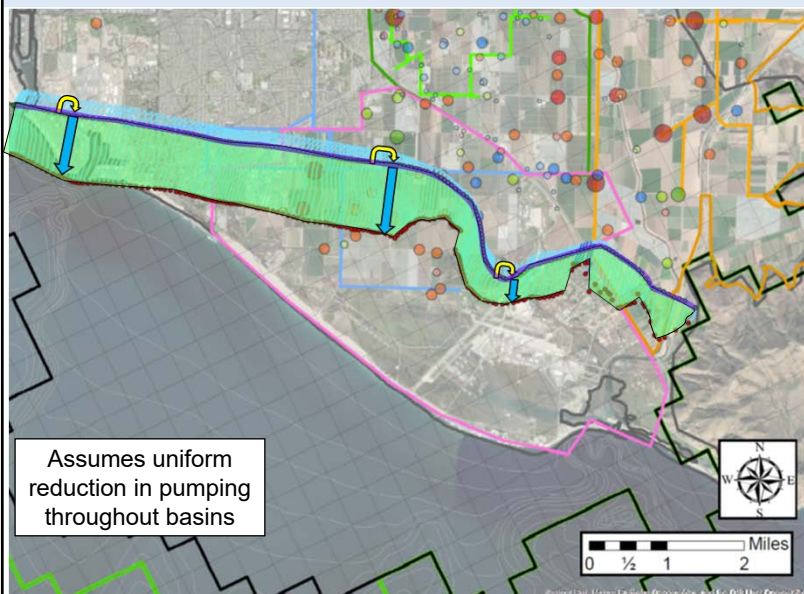 Assumes uniform
reduction in pumping
throughout basins
N
W E
S
Miles
0 ½ 1 2